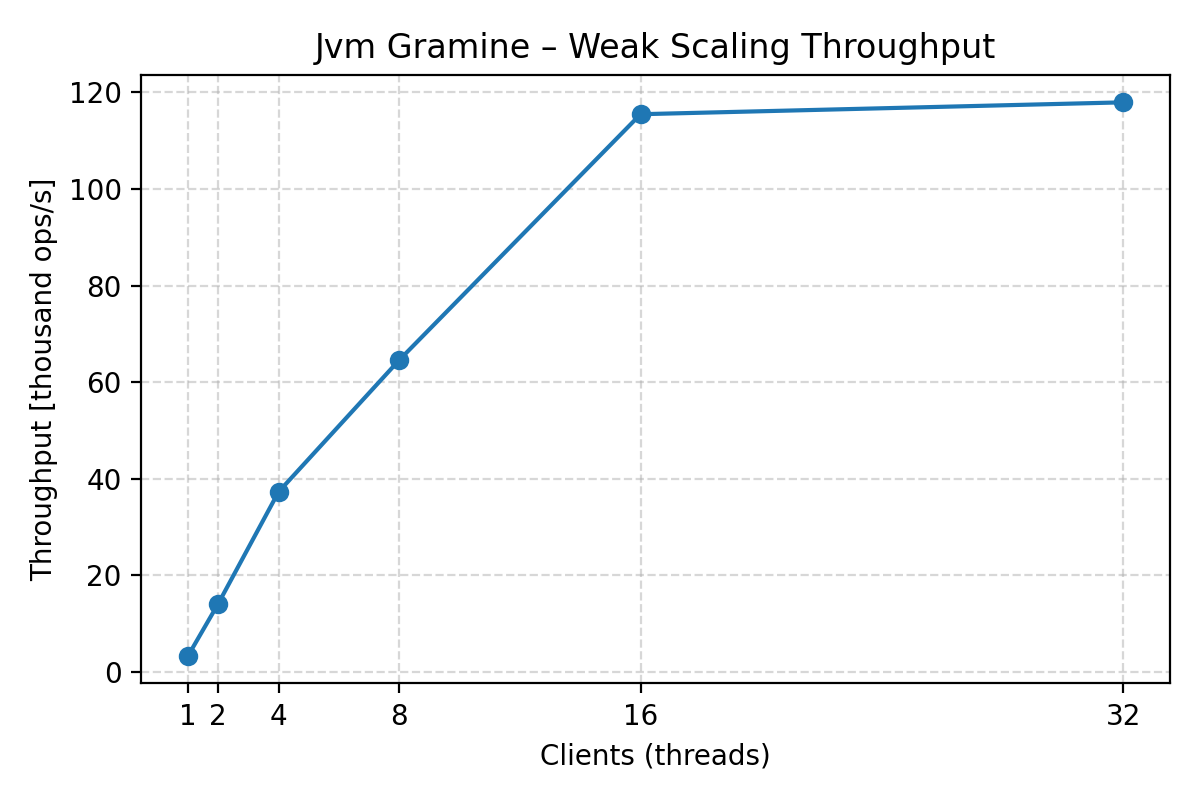 Jvm Gramine – Weak Scaling Throughput
Throughput [thousand ops/s]
120
100
80
60
40
20
0
1 2 4 8 16 32
Clients (threads)